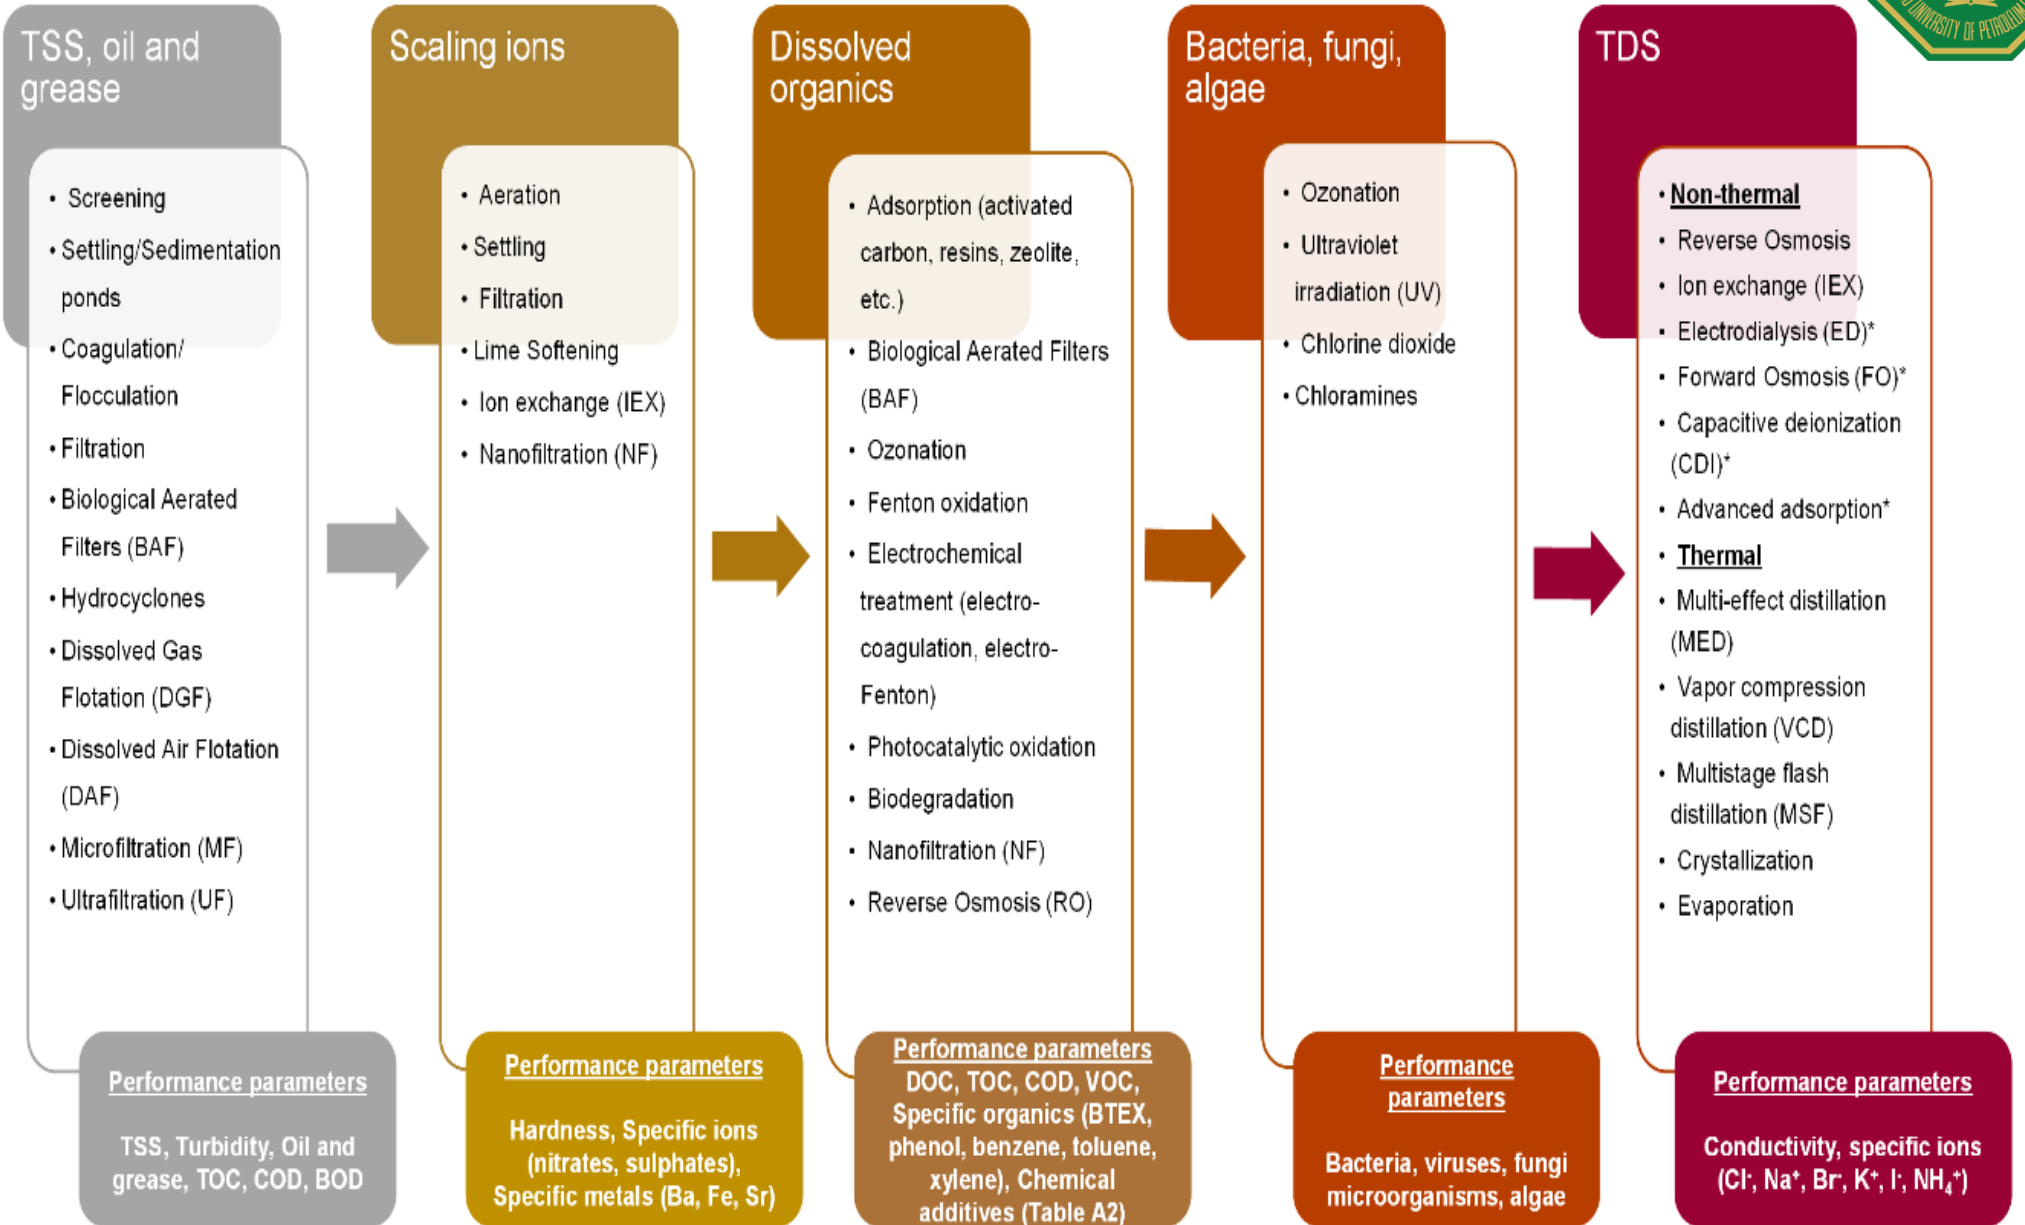 UNIVERSITY OF PETROLEUM
TSS, oil and
grease
• Screening
• Settling/Sedimentation
ponds
• Coagulation/
Flocculation
• Filtration
• Biological Aerated
Filters (BAF)
• Hydrocyclones
• Dissolved Gas
Flotation (DGF)
• Dissolved Air Flotation
(DAF)
• Microfiltration (MF)
• Ultrafiltration (UF)
Performance parameters
TSS, Turbidity, Oil and
grease, TOC, COD, BOD
Scaling ions
• Aeration
• Settling
• Filtration
• Lime Softening
• Ion exchange (IEX)
• Nanofiltration (NF)
Performance parameters
Hardness, Specific ions
(nitrates, sulphates),
Specific metals (Ba, Fe, Sr)
Dissolved
organics
• Adsorption (activated
carbon, resins, zeolite,
etc.)
• Biological Aerated Filters
(BAF)
• Ozonation
• Fenton oxidation
• Electrochemical
treatment (electro-
coagulation, electro-
Fenton)
• Photocatalytic oxidation
• Biodegradation
• Nanofiltration (NF)
• Reverse Osmosis (RO)
Performance parameters
DOC, TOC, COD, VOC,
Specific organics (BTEX,
phenol, benzene, toluene,
xylene), Chemical
additives (Table A2)
Bacteria, fungi,
algae
• Ozonation
• Ultraviolet
irradiation (UV)
• Chlorine dioxide
• Chloramines
Performance
parameters
Bacteria, viruses, fungi
microorganisms, algae
TDS
• Non-thermal
• Reverse Osmosis
• Ion exchange (IEX)
• Electrodialysis (ED)*
• Forward Osmosis (FO)*
• Capacitive deionization
(CDI)*
• Advanced adsorption*
• Thermal
• Multi-effect distillation
(MED)
• Vapor compression
distillation (VCD)
• Multistage flash
distillation (MSF)
• Crystallization
• Evaporation
Performance parameters
Conductivity, specific ions
(Cl⁻, Na⁺, Br⁻, K⁺, I⁻, NH₄⁺)